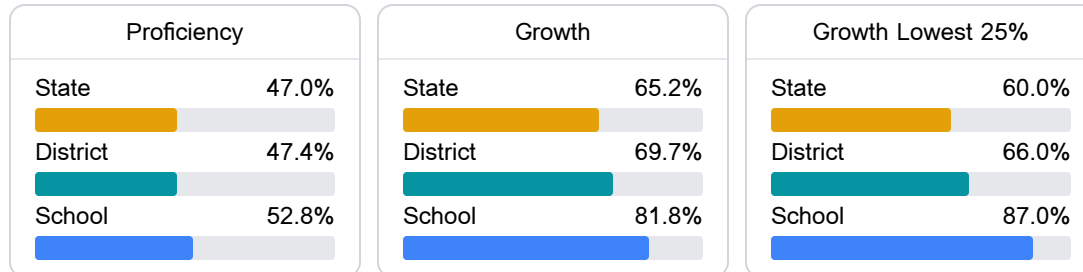 Proficiency
State 47.0%
District 47.4%
School 52.8%
Growth
State 65.2%
District 69.7%
School 81.8%
Growth Lowest 25%
State 60.0%
District 66.0%
School 87.0%